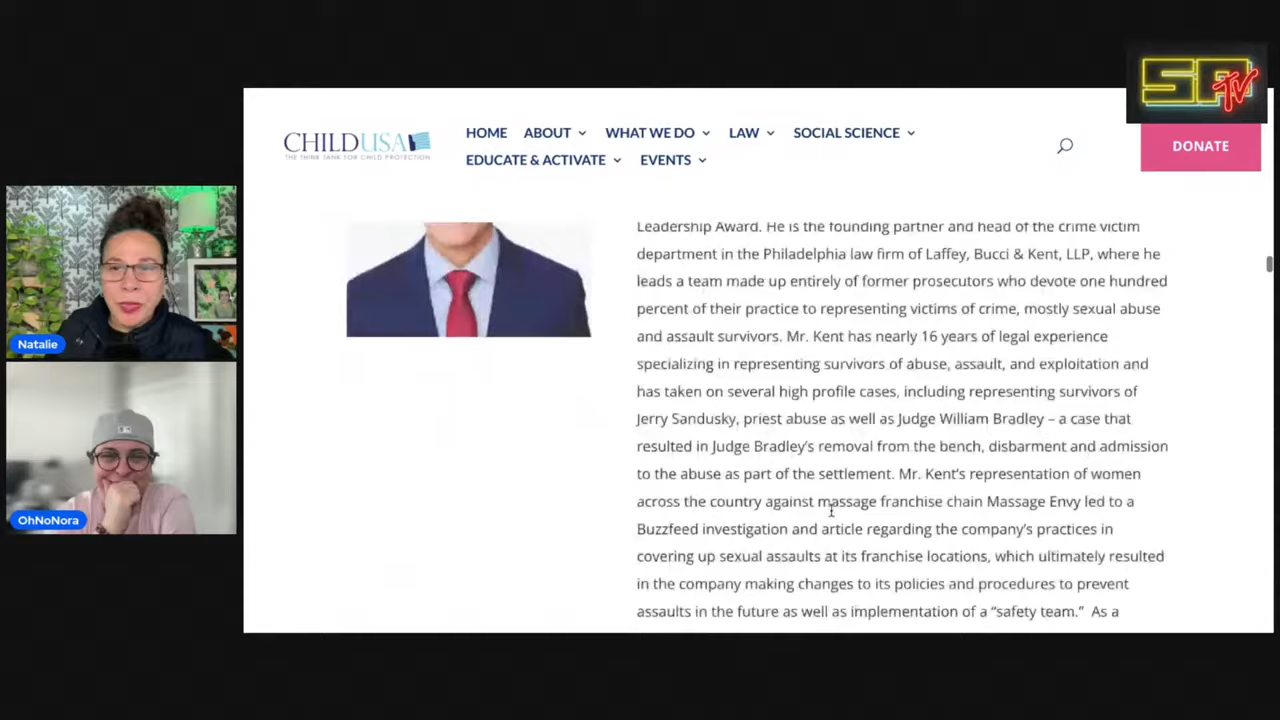 SPTV
CHILDUSA
THE THINK TANK FOR CHILD PROTECTION
HOME ABOUT WHAT WE DO LAW SOCIAL SCIENCE
EDUCATE & ACTIVATE EVENTS
DONATE
Leadership Award. He is the founding partner and head of the crime victim
department in the Philadelphia law firm of Laffey, Bucci & Kent, LLP, where he
leads a team made up entirely of former prosecutors who devote one hundred
percent of their practice to representing victims of crime, mostly sexual abuse
and assault survivors. Mr. Kent has nearly 16 years of legal experience
specializing in representing survivors of abuse, assault, and exploitation and
has taken on several high profile cases, including representing survivors of
Jerry Sandusky, priest abuse as well as Judge William Bradley – a case that
resulted in Judge Bradley's removal from the bench, disbarment and admission
to the abuse as part of the settlement. Mr. Kent's representation of women
across the country against massage franchise chain Massage Envy led to a
Buzzfeed investigation and article regarding the company's practices in
covering up sexual assaults at its franchise locations, which ultimately resulted
in the company making changes to its policies and procedures to prevent
assaults in the future as well as implementation of a “safety team.” As a
Natalie
OhNoNora